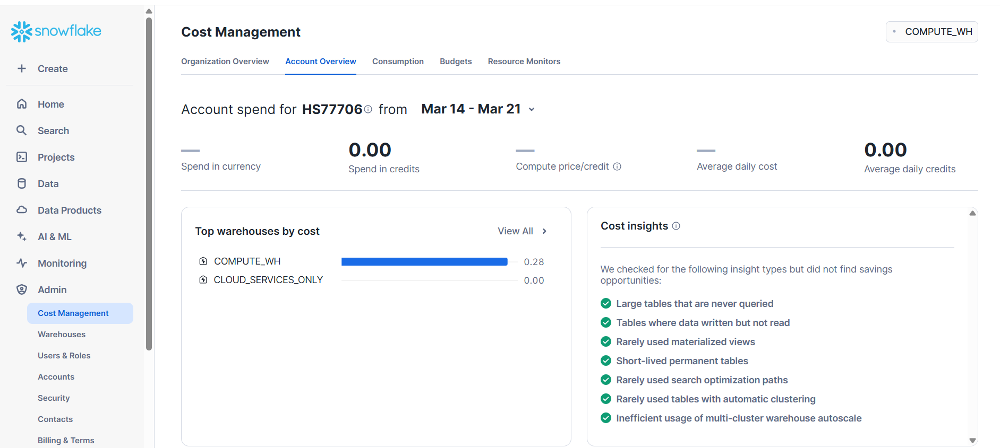 snowflake
Create
Home
Search
Projects
Data
Data Products
AI & ML
Monitoring
Admin
Cost Management
Warehouses
Users & Roles
Accounts
Security
Contacts
Billing & Terms
Cost Management
COMPUTE_WH
Organization Overview Account Overview Consumption Budgets Resource Monitors
Account spend for HS77706 from Mar 14 - Mar 21
— Spend in currency
0.00 Spend in credits
— Compute price/credit
— Average daily cost
0.00 Average daily credits
Top warehouses by cost View All
COMPUTE_WH 0.28
CLOUD_SERVICES_ONLY 0.00
Cost insights
We checked for the following insight types but did not find savings
opportunities:
Large tables that are never queried
Tables where data written but not read
Rarely used materialized views
Short-lived permanent tables
Rarely used search optimization paths
Rarely used tables with automatic clustering
Inefficient usage of multi-cluster warehouse autoscale